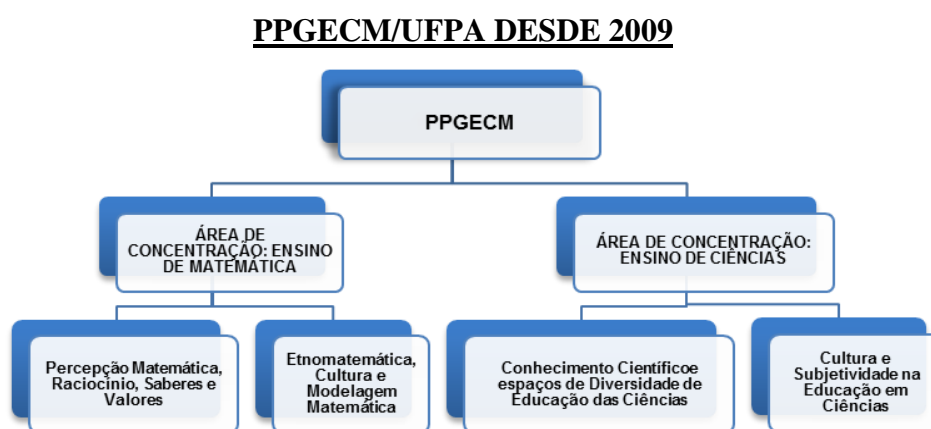 PPGECM/UFPA DESDE 2009
PPGECM
ÁREA DE
CONCENTRAÇÃO: ENSINO
DE MATEMÁTICA
ÁREA DE CONCENTRAÇÃO:
ENSINO DE CIÊNCIAS
Percepção Matemática,
Raciocínio, Saberes e
Valores
Etnomatemática,
Cultura e
Modelagem
Matemática
Conhecimento Científicoe
espaços de Diversidade de
Educação das Ciências
Cultura e
Subjetividade na
Educação em
Ciências